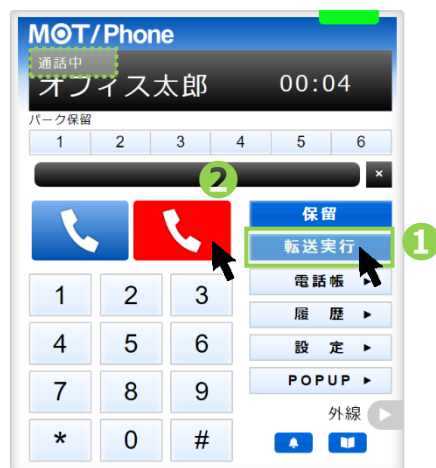 MOT/Phone
通話中
オフィス太郎 00:04
パーク保留
1 2 3 4 5 6
2 ×
保留
転送実行 1
電話帳 ▶
履 歴 ▶
設 定 ▶
POPUP ▶
外線
1 2 3
4 5 6
7 8 9
* 0 #